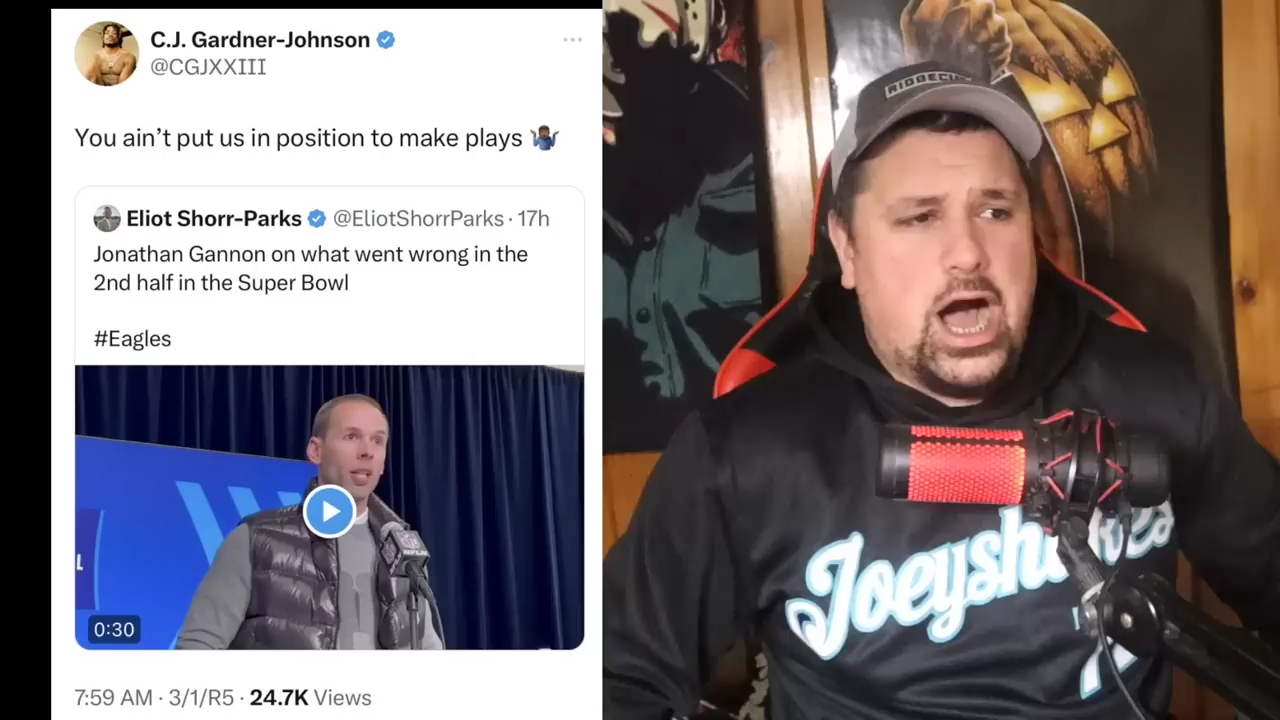 C.J. Gardner-Johnson
@CGJXXIII
You ain't put us in position to make plays 🤷🏾‍♂️
Eliot Shorr-Parks @EliotShorrParks · 17h
Jonathan Gannon on what went wrong in the
2nd half in the Super Bowl
#Eagles
0:30
7:59 AM · 3/1/R5 · 24.7K Views